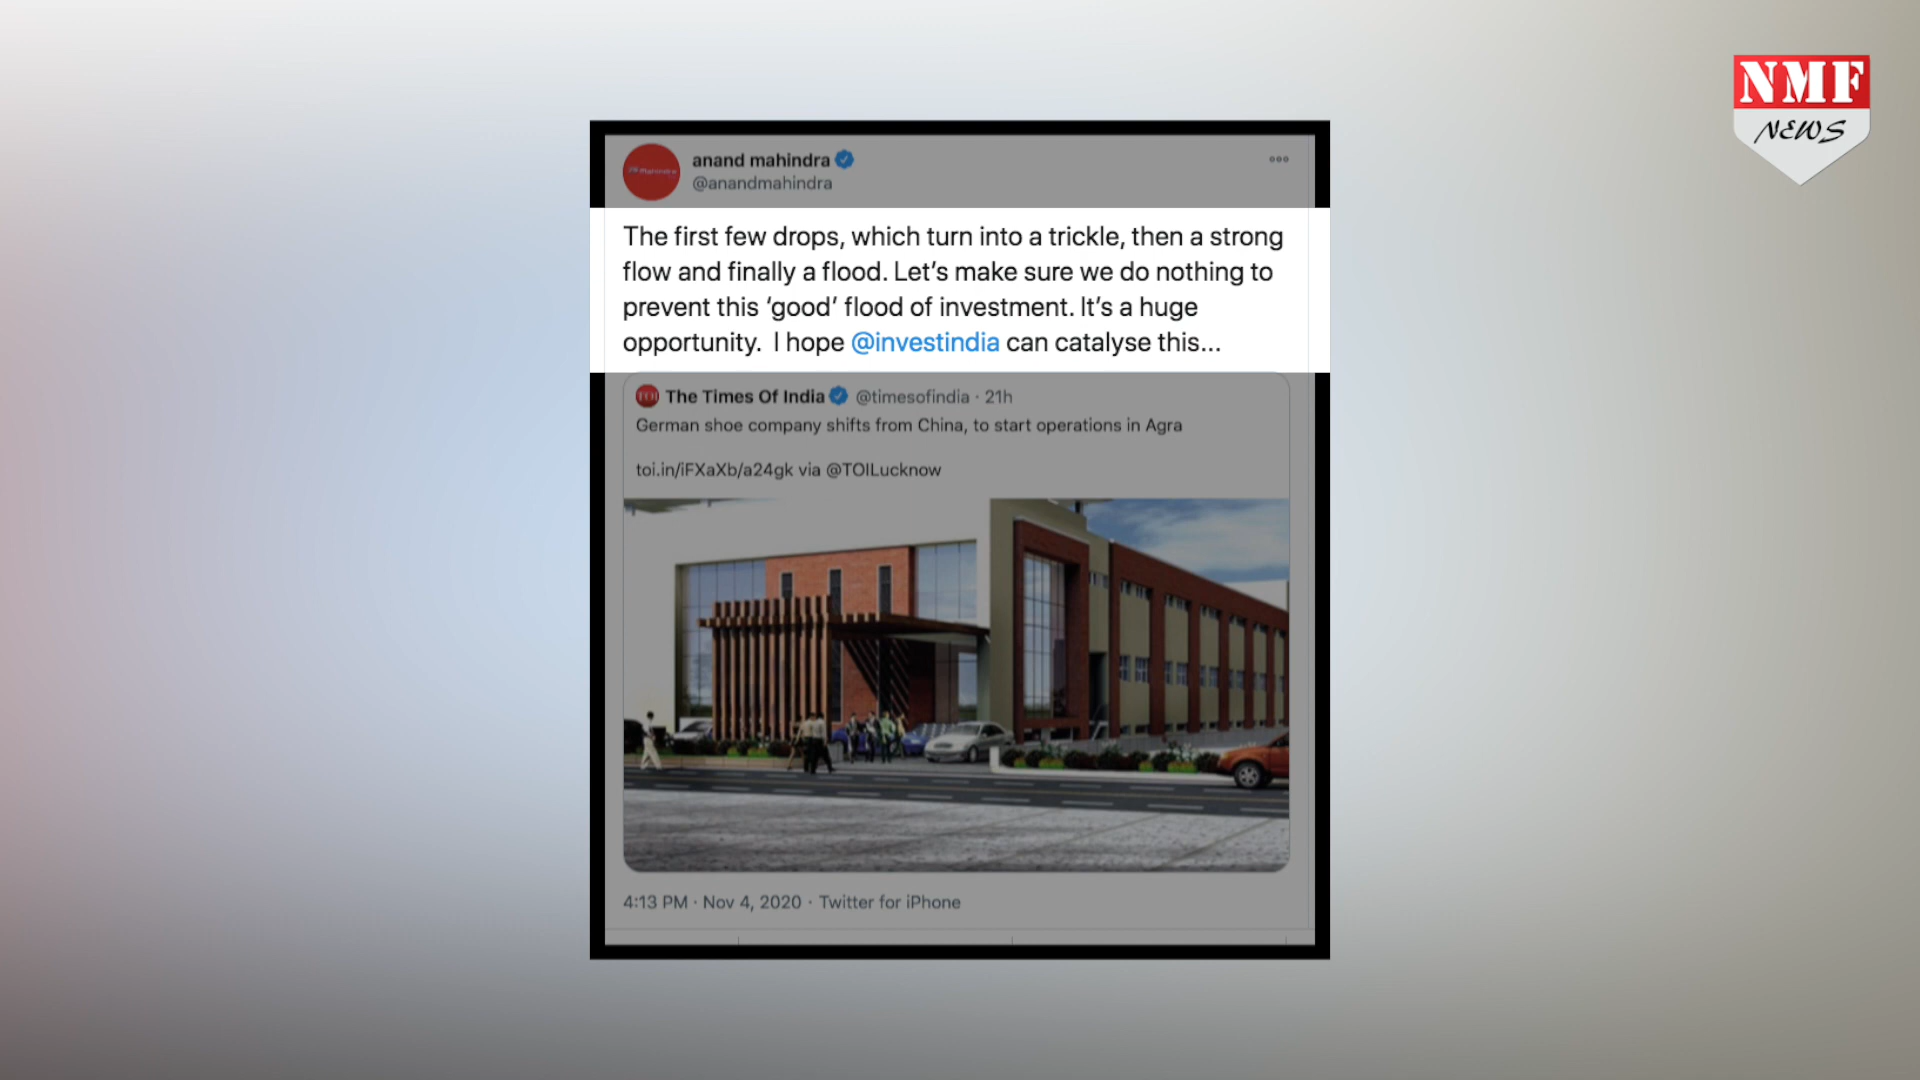 NMF
NEWS
anand mahindra
@anandmahindra
The first few drops, which turn into a trickle, then a strong
flow and finally a flood. Let's make sure we do nothing to
prevent this 'good' flood of investment. It's a huge
opportunity.  I hope @investindia can catalyse this...
TOI The Times Of India @timesofindia · 21h
German shoe company shifts from China, to start operations in Agra
toi.in/iFXaXb/a24gk via @TOILucknow
4:13 PM · Nov 4, 2020 · Twitter for iPhone